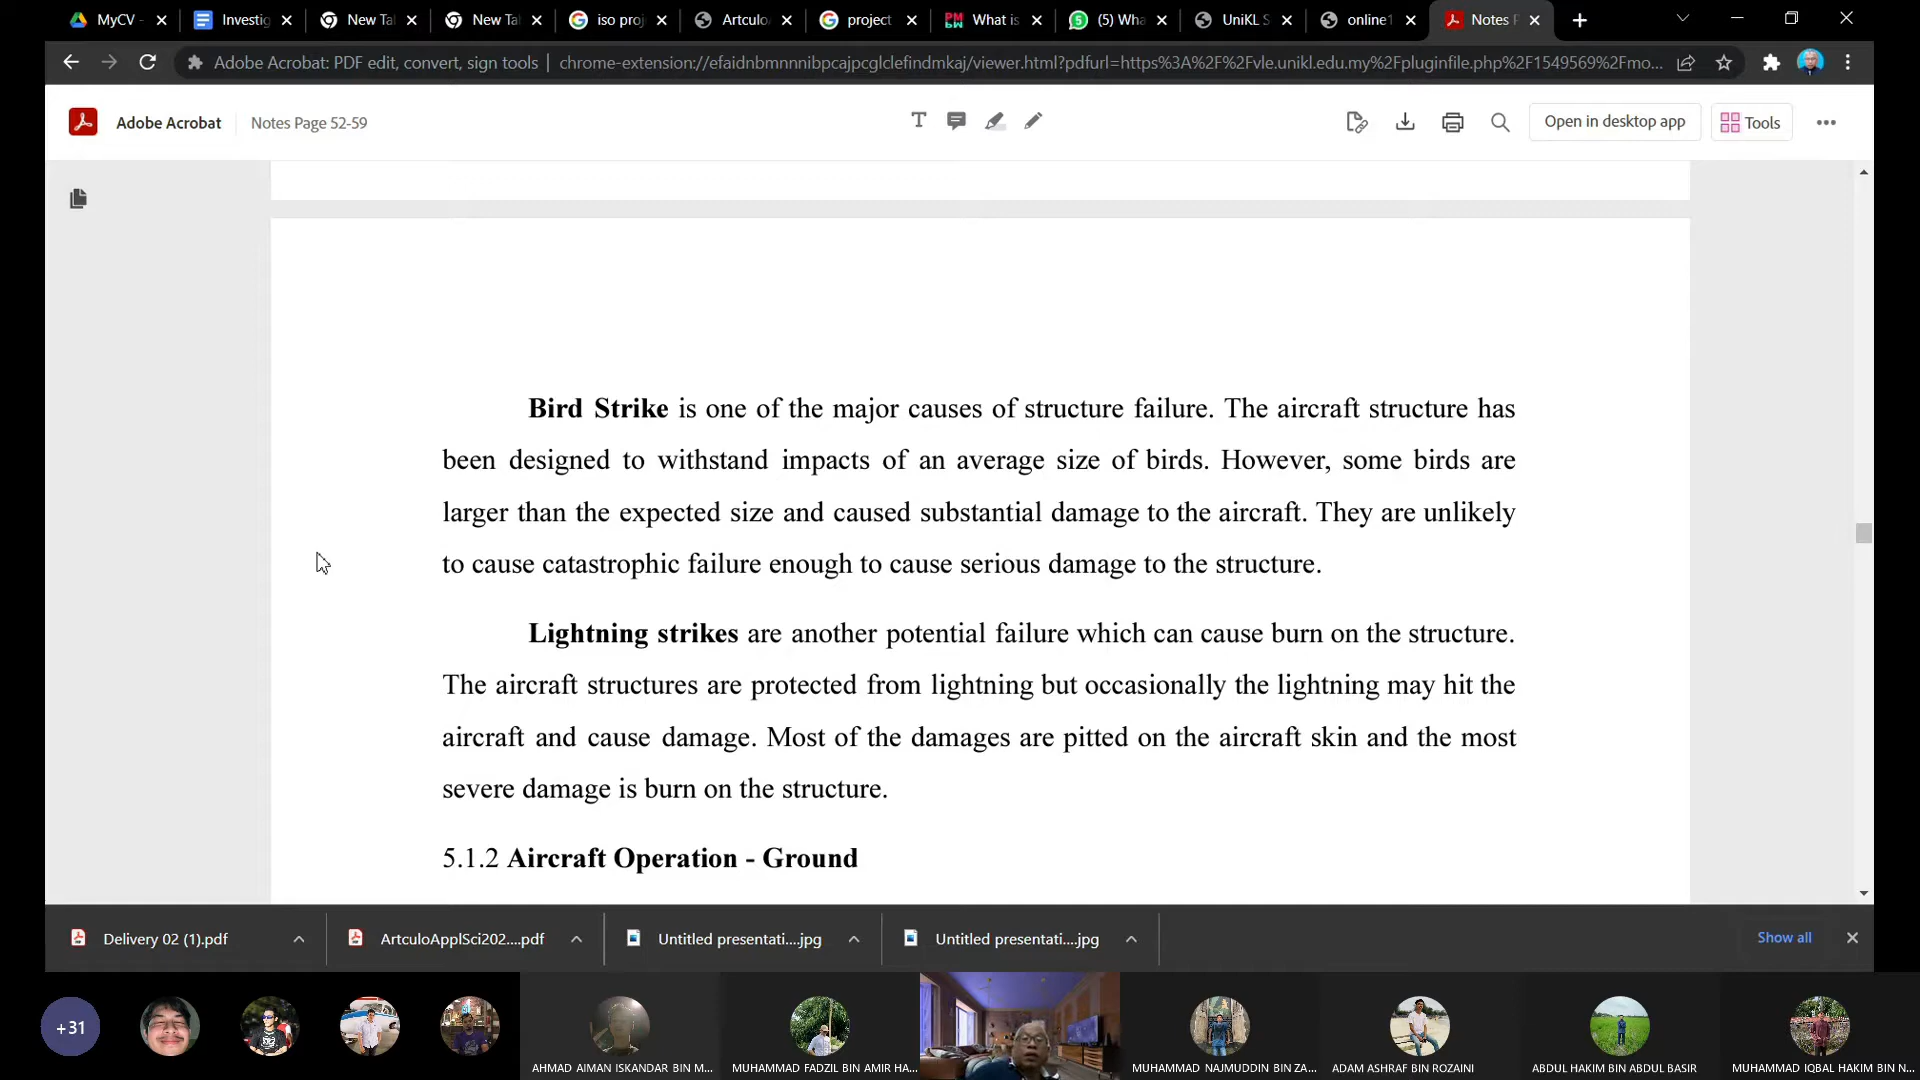 MyCV -
Investig
New Ta
New Ta
iso proj
Artculo
project
What is
(5) Wha
UniKL S
online1
Notes P
Adobe Acrobat: PDF edit, convert, sign tools | chrome-extension://efaidnbmnnnibpcajpcglclefindmkaj/viewer.html?pdfurl=https%3A%2F%2Fvle.unikl.edu.my%2Fpluginfile.php%2F1549569%2Fmo...
Adobe Acrobat
Notes Page 52-59
Open in desktop app
Tools
Bird Strike is one of the major causes of structure failure. The aircraft structure has
been designed to withstand impacts of an average size of birds. However, some birds are
larger than the expected size and caused substantial damage to the aircraft. They are unlikely
to cause catastrophic failure enough to cause serious damage to the structure.
Lightning strikes are another potential failure which can cause burn on the structure.
The aircraft structures are protected from lightning but occasionally the lightning may hit the
aircraft and cause damage. Most of the damages are pitted on the aircraft skin and the most
severe damage is burn on the structure.
5.1.2 Aircraft Operation - Ground
Delivery 02 (1).pdf
ArtculoApplSci202....pdf
Untitled presentati....jpg
Untitled presentati....jpg
Show all
+31
AHMAD AIMAN ISKANDAR BIN M...
MUHAMMAD FADZIL BIN AMIR HA...
MUHAMMAD NAJMUDDIN BIN ZA...
ADAM ASHRAF BIN ROZAINI
ABDUL HAKIM BIN ABDUL BASIR
MUHAMMAD IQBAL HAKIM BIN N...